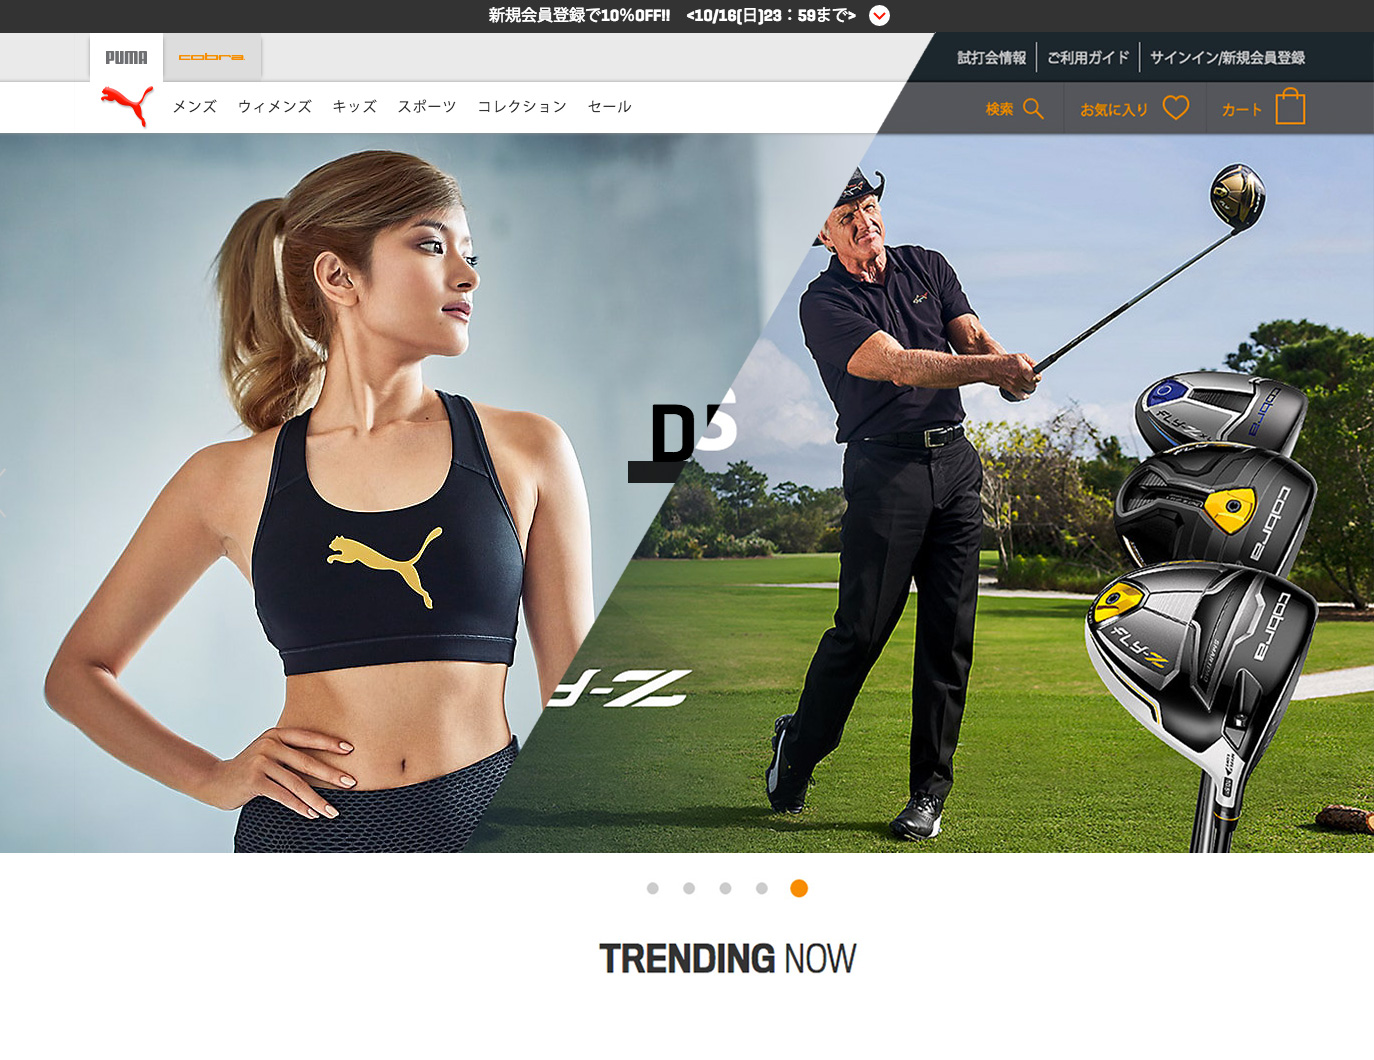 新規会員登録で10%OFF!! <10/16(日)23:59まで>
PUMA
cobra
試打会情報
ご利用ガイド
サインイン/新規会員登録
メンズ
ウィメンズ
キッズ
スポーツ
コレクション
セール
検索
お気に入り
カート
FLY-Z+
cobra
cobra
FLY-Z
cobra
-Z
TRENDING NOW